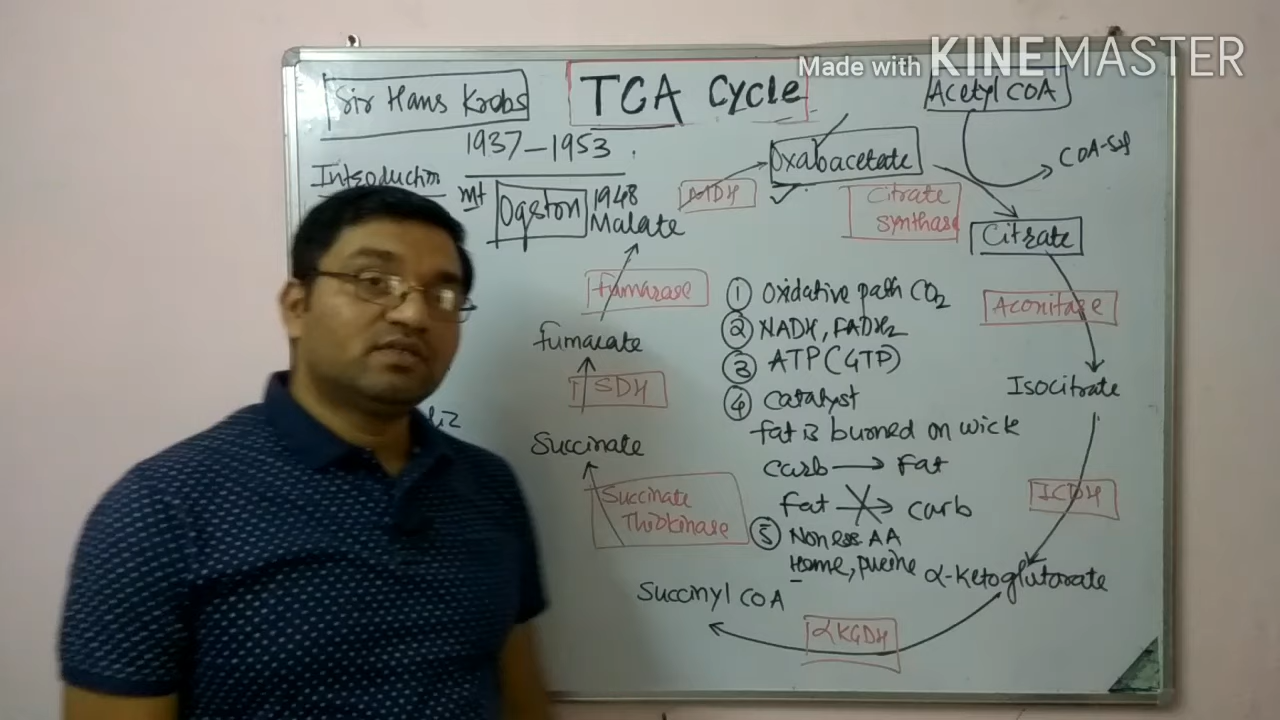 Made with KINEMASTER
Sir Hans Krebs
TCA Cycle
Acetyl COA
1937-1953
Oxaloacetate
COA-SH
Introduction
mt
Ogston
1948
Malate
MDH
Citrate
Synthase
Citrate
fumarase
Aconitase
fumarate
SDH
Succinate
Succinate
Thiokinase
Succinyl COA
① Oxidative path CO2
② NADH, FADH2
③ ATP (GTP)
④ Catalyst
fat is burned on wick
Carb → Fat
Fat → carb
⑤ Non ess AA
Heme, purine
Isocitrate
ICDH
α-Ketoglutarate
αKGDH